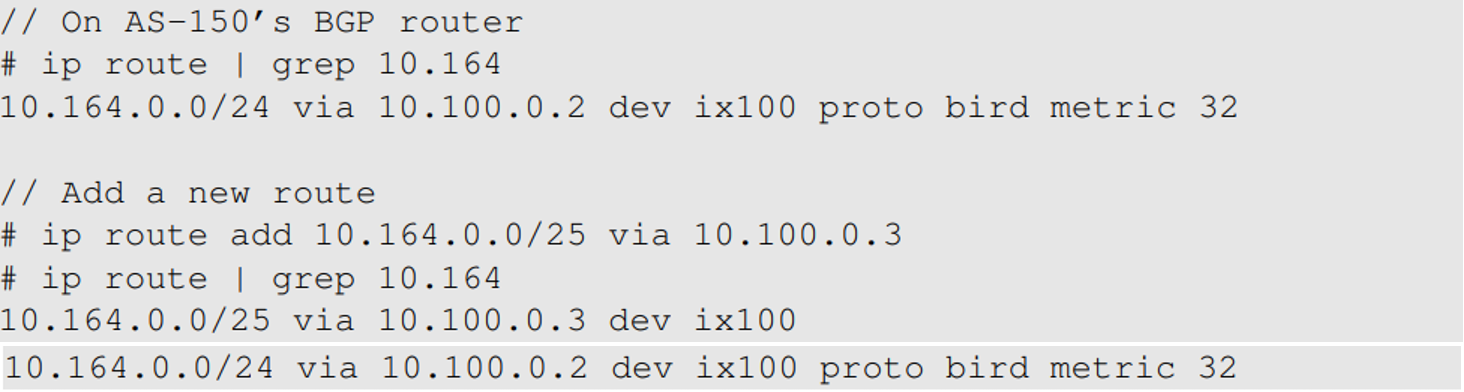 // On AS-150’s BGP router
# ip route | grep 10.164
10.164.0.0/24 via 10.100.0.2 dev ix100 proto bird metric 32
// Add a new route
# ip route add 10.164.0.0/25 via 10.100.0.3
# ip route | grep 10.164
10.164.0.0/25 via 10.100.0.3 dev ix100
10.164.0.0/24 via 10.100.0.2 dev ix100 proto bird metric 32